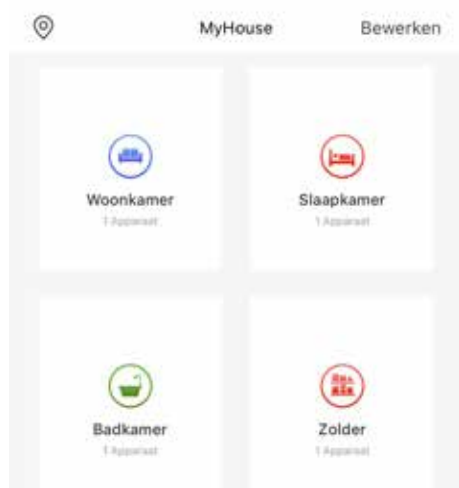 MyHouse Bewerken
Woonkamer Slaapkamer
1 Apparaat 1 Apparaat
Badkamer Zolder
1 Apparaat 1 Apparaat